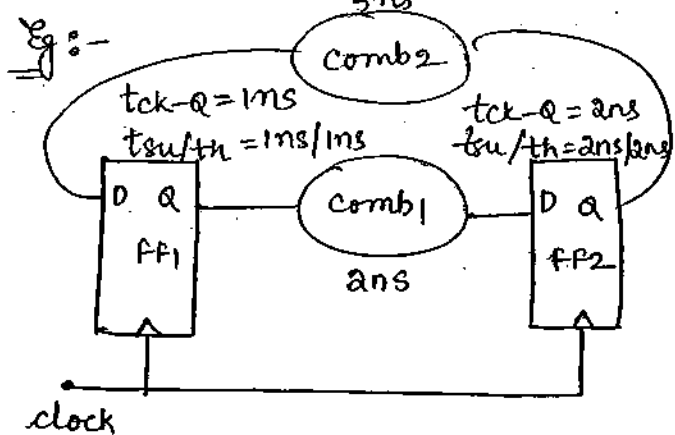 Eg :-
comb2
tck-Q = 1ns
tsu/th = 1ns/1ns
tck-Q = 2ns
tsu/th = 2ns/2ns
D Q
FF1
comb1
2ns
D Q
FF2
clock